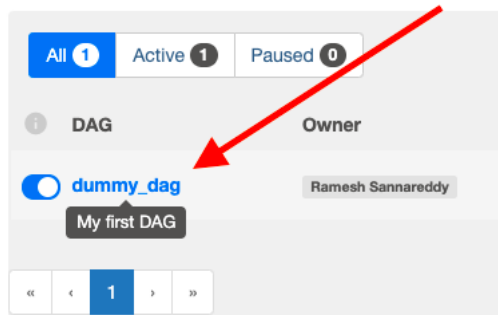 All 1 Active 1 Paused 0
i DAG Owner
dummy_dag Ramesh Sannareddy
My first DAG
« ‹ 1 › »